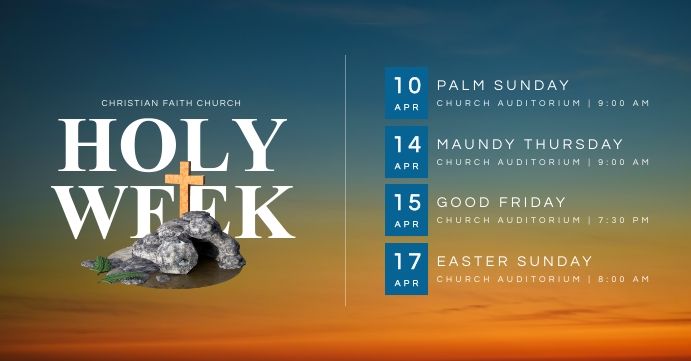 CHRISTIAN FAITH CHURCH
HOLY
WEEK
10
APR
PALM SUNDAY
CHURCH AUDITORIUM | 9:00 AM
14
APR
MAUNDY THURSDAY
CHURCH AUDITORIUM | 9:00 AM
15
APR
GOOD FRIDAY
CHURCH AUDITORIUM | 7:30 PM
17
APR
EASTER SUNDAY
CHURCH AUDITORIUM | 8:00 AM